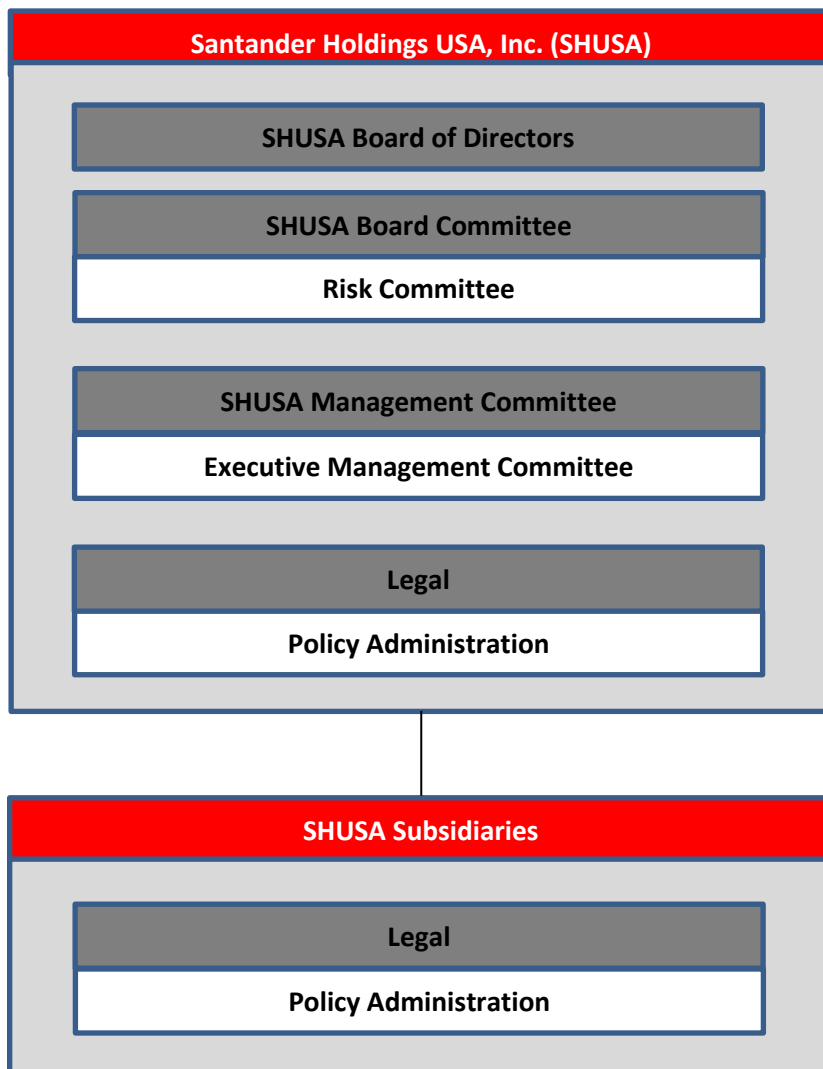 Santander Holdings USA, Inc. (SHUSA)
SHUSA Board of Directors
SHUSA Board Committee
Risk Committee
SHUSA Management Committee
Executive Management Committee
Legal
Policy Administration
SHUSA Subsidiaries
Legal
Policy Administration